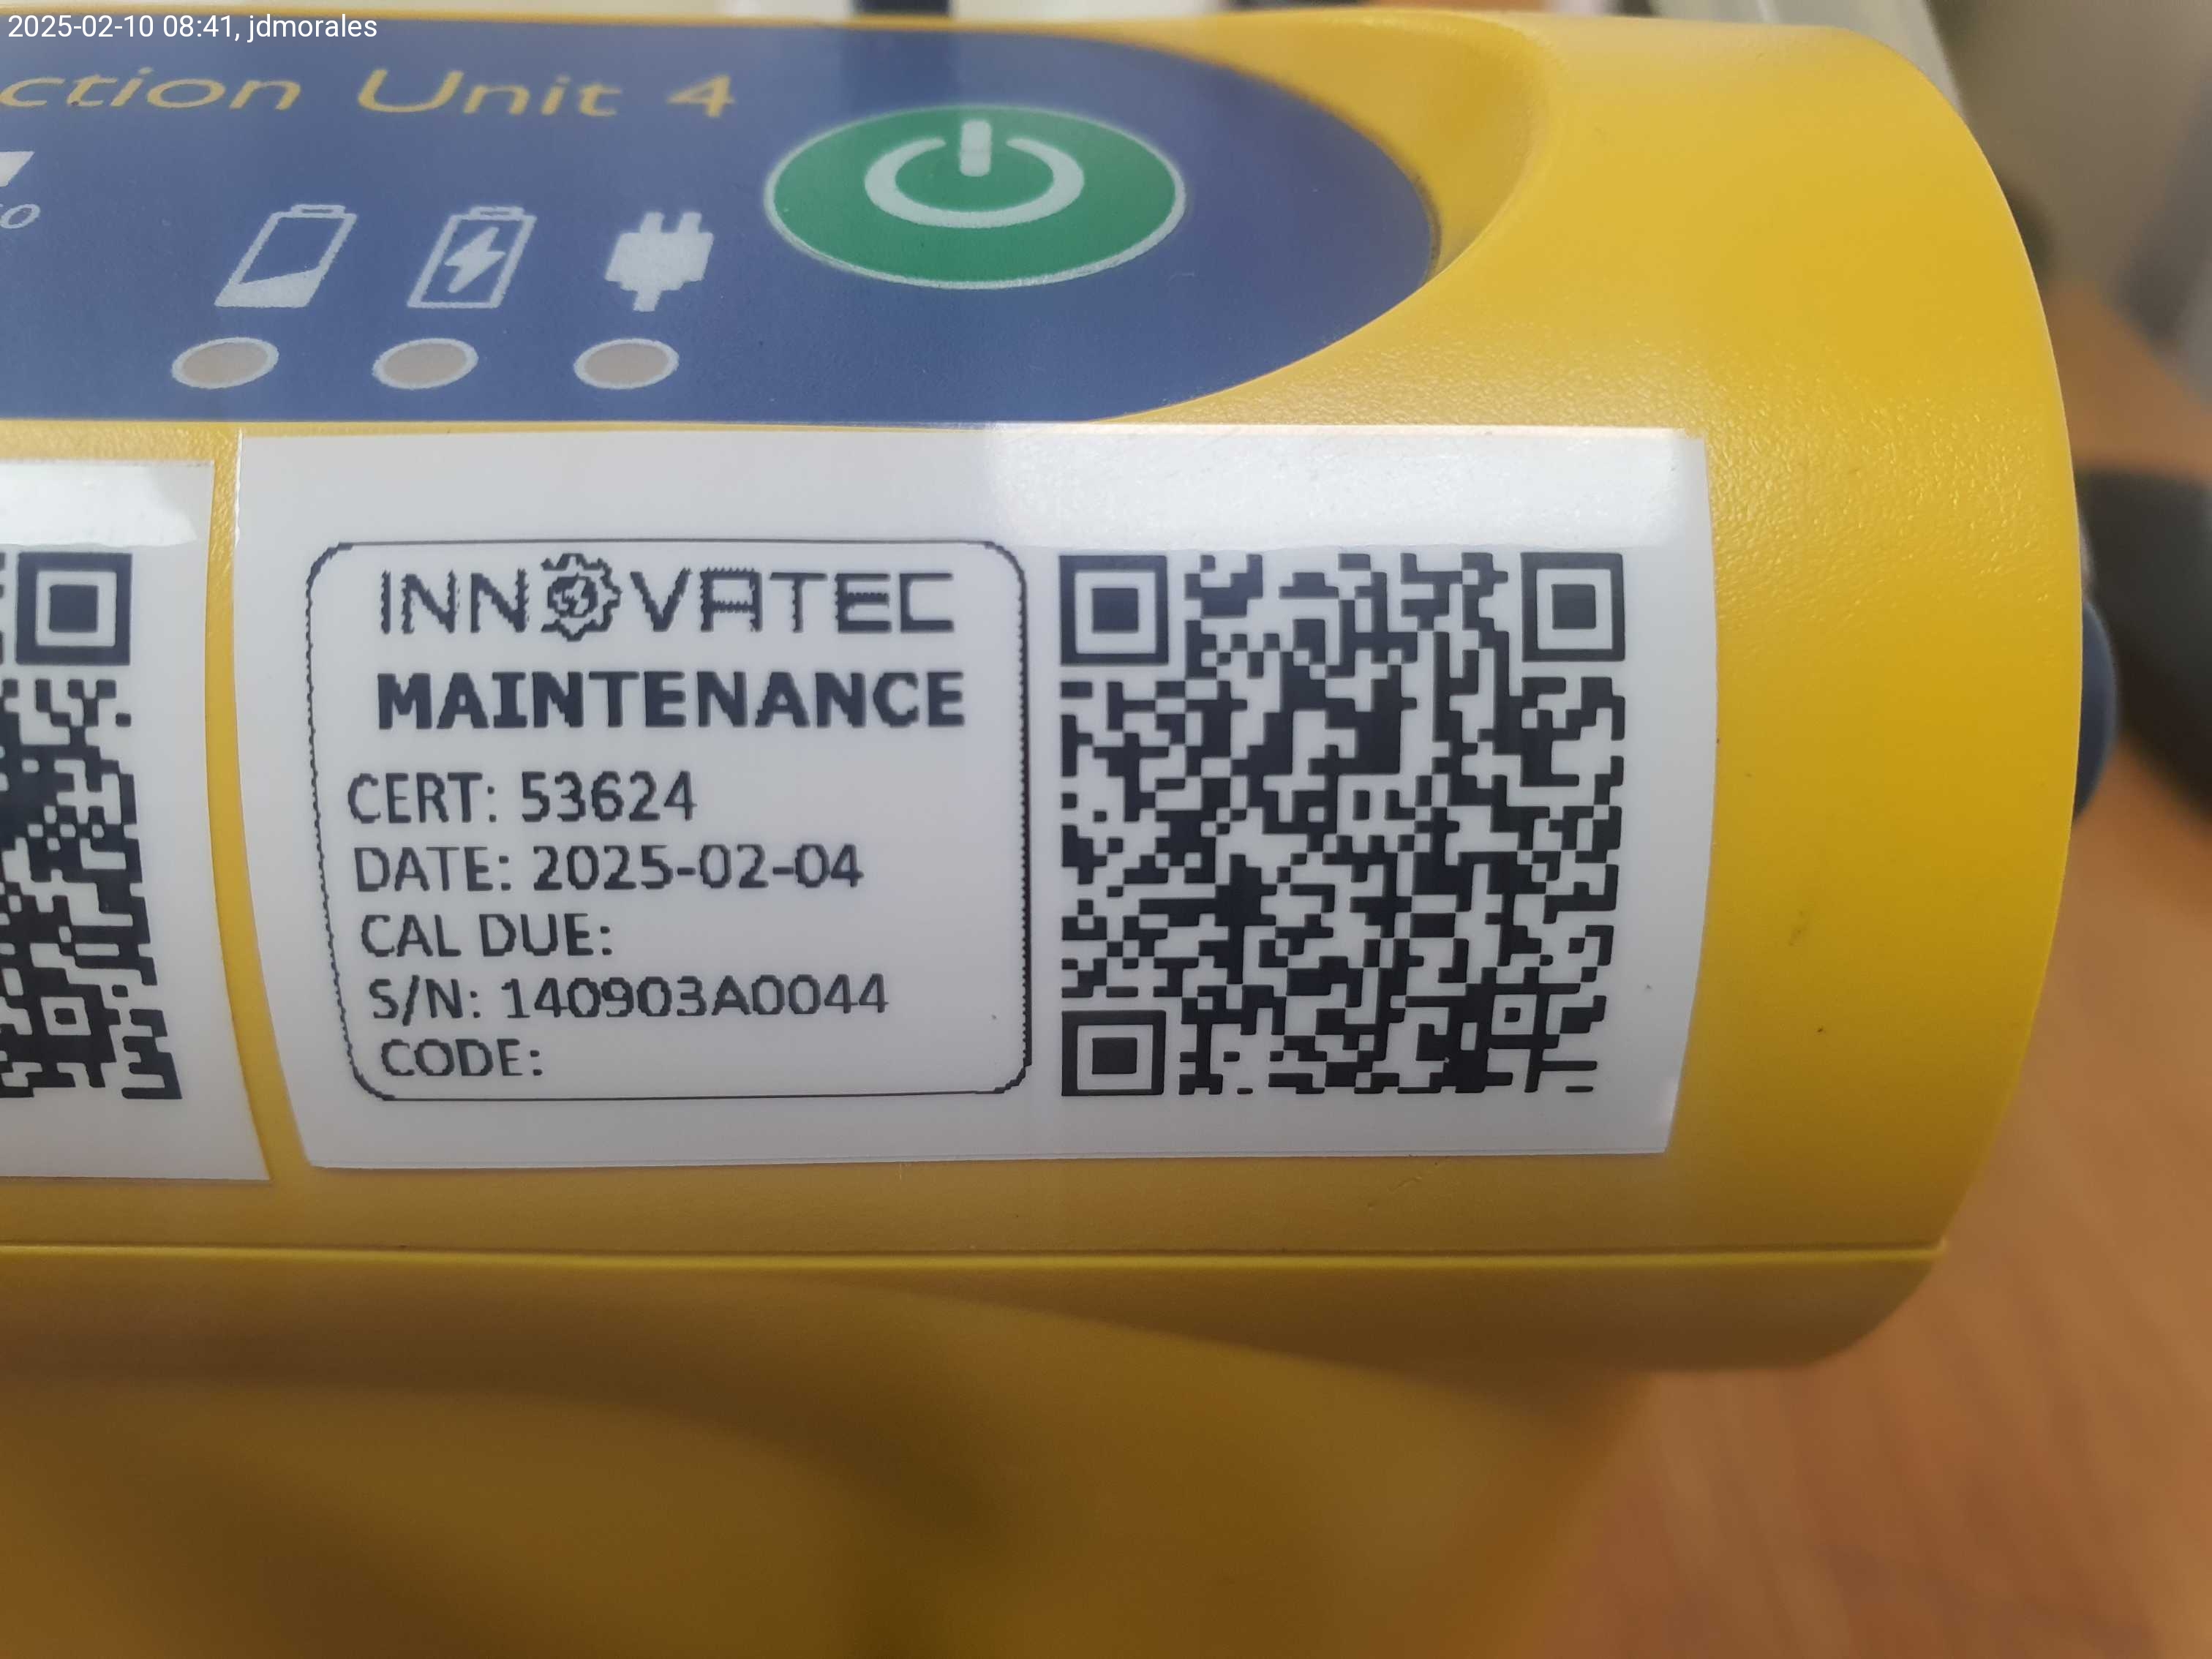 2025-02-10 08:41, jdmorales
ction Unit 4
INNOVATEC
MAINTENANCE
CERT: 53624
DATE: 2025-02-04
CAL DUE:
S/N: 140903A0044
CODE: